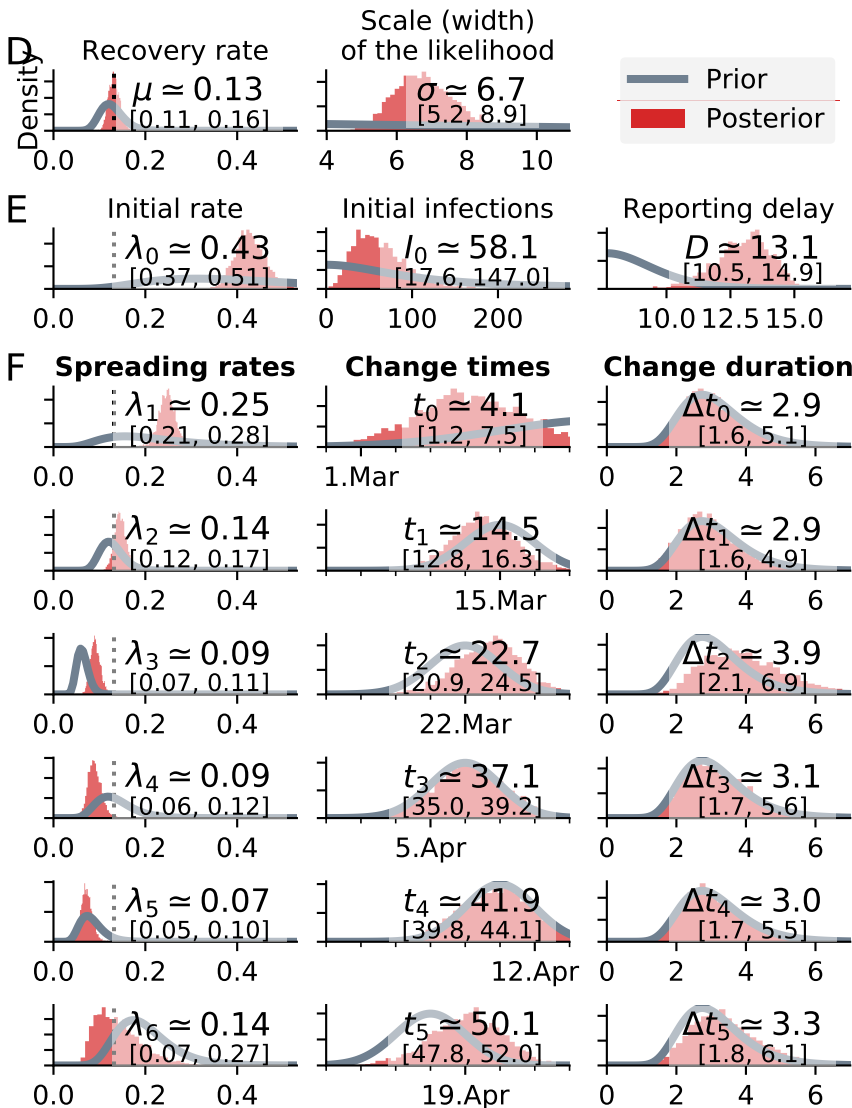 D
Recovery rate
Scale (width)
of the likelihood
Density
μ ≃ 0.13
[0.11, 0.16]
σ ≃ 6.7
[5.2, 8.9]
Prior
Posterior
0.0 0.2 0.4
4 6 8 10
E
Initial rate
Initial infections
Reporting delay
λ0 ≃ 0.43
[0.37, 0.51]
I0 ≃ 58.1
[17.6, 147.0]
D ≃ 13.1
[10.5, 14.9]
0.0 0.2 0.4
0 100 200
10.0 12.5 15.0
F
Spreading rates
Change times
Change duration
λ1 ≃ 0.25
[0.21, 0.28]
t0 ≃ 4.1
[1.2, 7.5]
Δt0 ≃ 2.9
[1.6, 5.1]
0.0 0.2 0.4
1.Mar
2 4 6
λ2 ≃ 0.14
[0.12, 0.17]
t1 ≃ 14.5
[12.8, 16.3]
Δt1 ≃ 2.9
[1.6, 4.9]
0.0 0.2 0.4
15.Mar
0 2 4 6
λ3 ≃ 0.09
[0.07, 0.11]
t2 ≃ 22.7
[20.9, 24.5]
Δt2 ≃ 3.9
[2.1, 6.9]
0.0 0.2 0.4
22.Mar
0 2 4 6
λ4 ≃ 0.09
[0.06, 0.12]
t3 ≃ 37.1
[35.0, 39.2]
Δt3 ≃ 3.1
[1.7, 5.6]
0.0 0.2 0.4
5.Apr
0 2 4 6
λ5 ≃ 0.07
[0.05, 0.10]
t4 ≃ 41.9
[39.8, 44.1]
Δt4 ≃ 3.0
[1.7, 5.5]
0.0 0.2 0.4
12.Apr
0 2 4 6
λ6 ≃ 0.14
[0.07, 0.27]
t5 ≃ 50.1
[47.8, 52.0]
Δt5 ≃ 3.3
[1.8, 6.1]
0.0 0.2 0.4
19.Apr
0 2 4 6